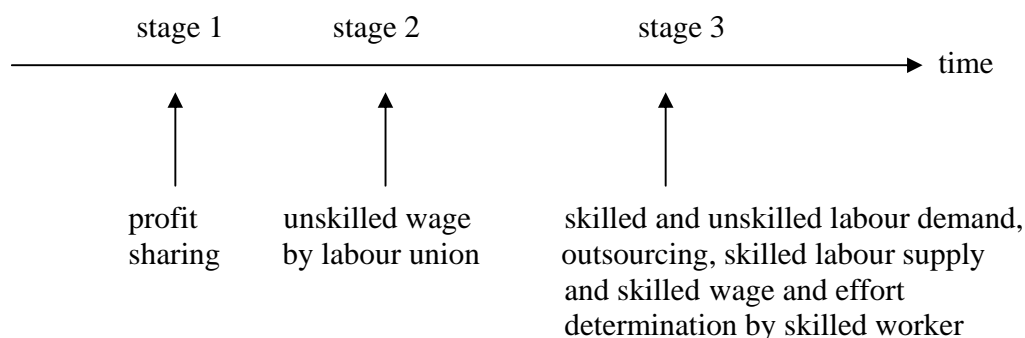 stage 1 stage 2 stage 3
time
profit unskilled wage skilled and unskilled labour demand,
sharing by labour union outsourcing, skilled labour supply
and skilled wage and effort
determination by skilled worker